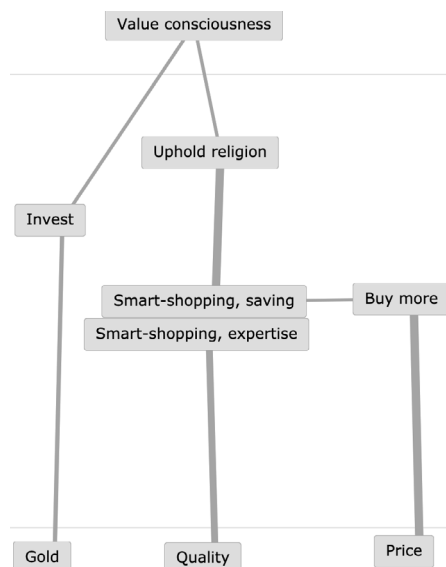 Value consciousness
Uphold religion
Invest
Smart-shopping, saving
Buy more
Smart-shopping, expertise
Gold
Quality
Price